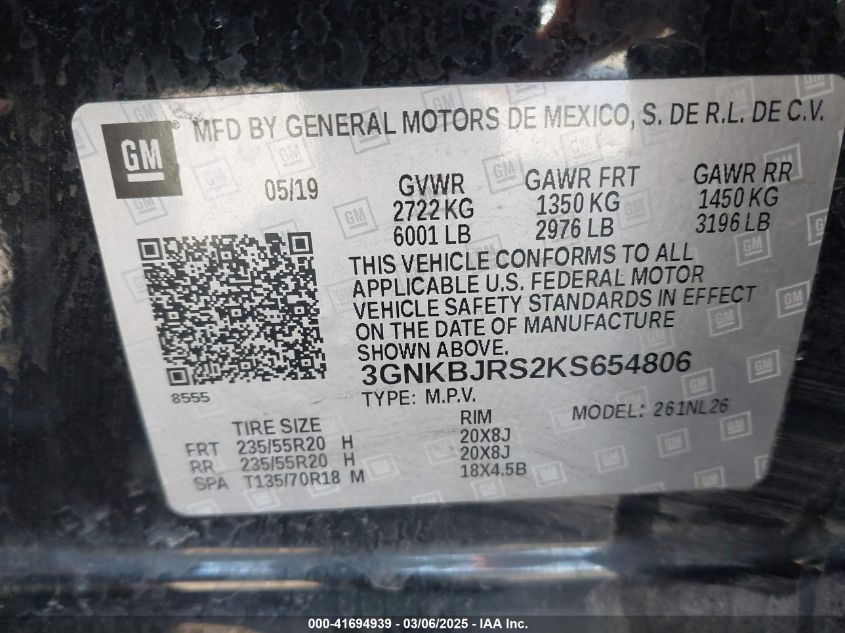 GM
MFD BY GENERAL MOTORS DE MEXICO, S. DE R.L. DE C.V.
05/19 GVWR GAWR FRT GAWR RR
2722 KG 1350 KG 1450 KG
6001 LB 2976 LB 3196 LB
THIS VEHICLE CONFORMS TO ALL
APPLICABLE U.S. FEDERAL MOTOR
VEHICLE SAFETY STANDARDS IN EFFECT
ON THE DATE OF MANUFACTURE
SHOWN ABOVE.
3GNKBJRS2KS654806
8555
TYPE: M.P.V. MODEL: 261NL26
TIRE SIZE RIM
FRT 235/55R20 H 20X8J
RR 235/55R20 H 20X8J
SPA T135/70R18 M 18X4.5B
000-41694939 - 03/06/2025 - © IAA Holdings, LLC.